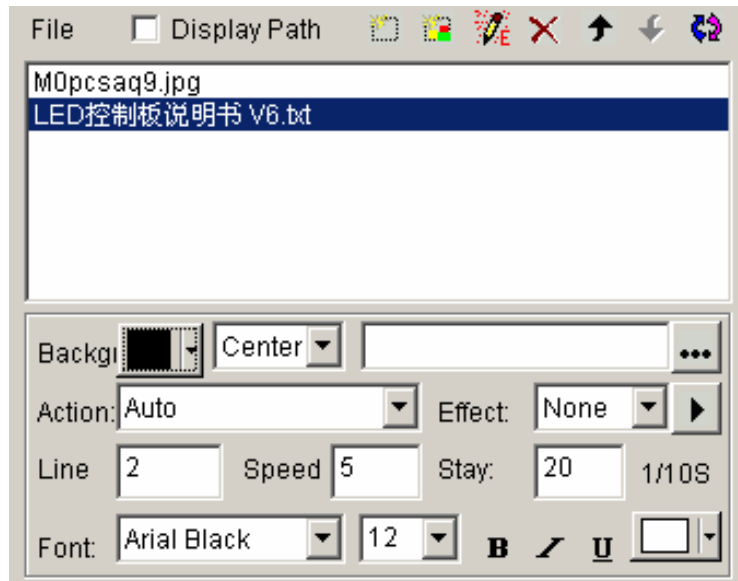 File Display Path
M0pcsaq9.jpg
LED控制板说明书 V6.txt
Backgı Center
Action: Auto Effect: None
Line 2 Speed 5 Stay: 20 1/10S
Font: Arial Black 12 B I U